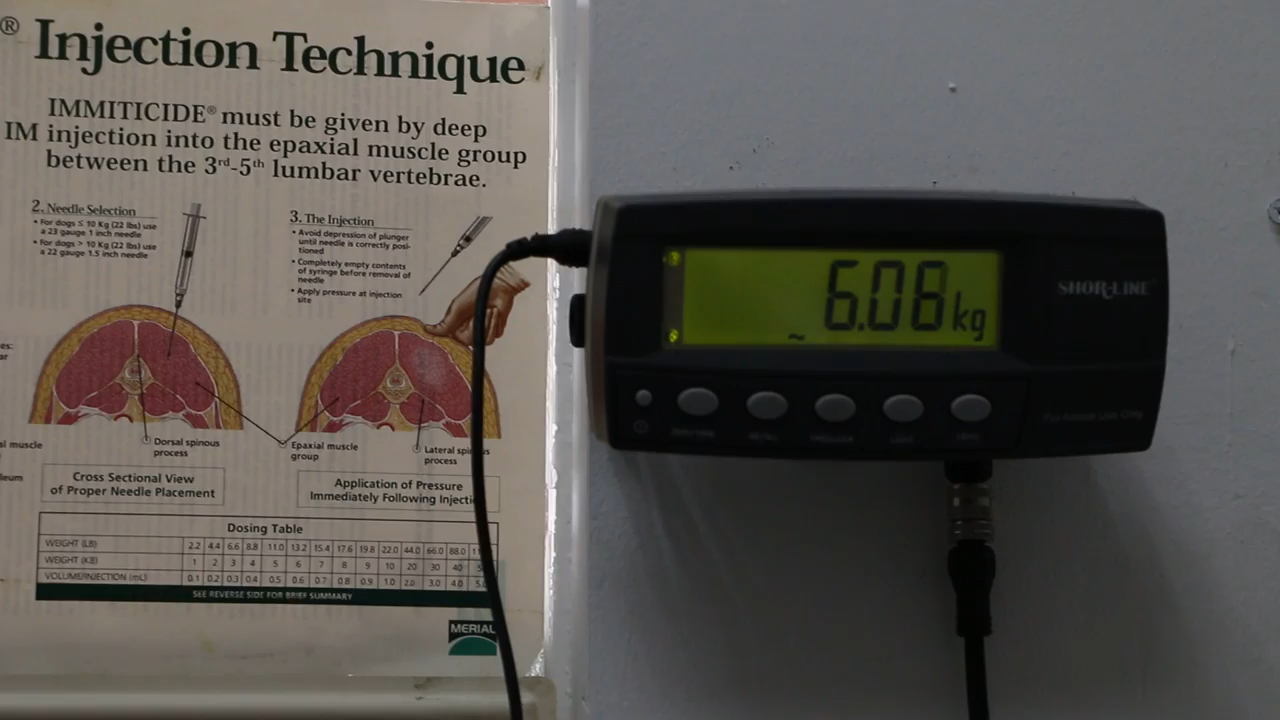 ® Injection Technique
IMMITICIDE® must be given by deep
IM injection into the epaxial muscle group
between the 3rd-5th lumbar vertebrae.
2. Needle Selection
• For dogs ≤ 10 Kg (22 lbs) use
a 23 gauge 1 inch needle
• For dogs > 10 Kg (22 lbs) use
a 22 gauge 1.5 inch needle
3. The Injection
• Avoid depression of plunger
until needle is correctly posi-
tioned
• Completely empty contents
of syringe before removal of
needle
• Apply pressure at injection
site
Dorsal spinous
process
Epaxial muscle
group
Lateral spinous
process
muscle
Cross Sectional View
of Proper Needle Placement
Application of Pressure
Immediately Following Injecti
Dosing Table
WEIGHT (LB) 2.2 4.4 6.6 8.8 11.0 13.2 15.4 17.6 19.8 22.0 44.0 66.0 88.0
WEIGHT (KG) 1 2 3 4 5 6 7 8 9 10 20 30 40
VOLUME/INJECTION (mL) 0.1 0.2 0.3 0.4 0.5 0.6 0.7 0.8 0.9 1.0 2.0 3.0 4.0
SEE REVERSE SIDE FOR BRIEF SUMMARY
MERIAL
6.08 kg
SHOR-LINE
For Animal Use Only